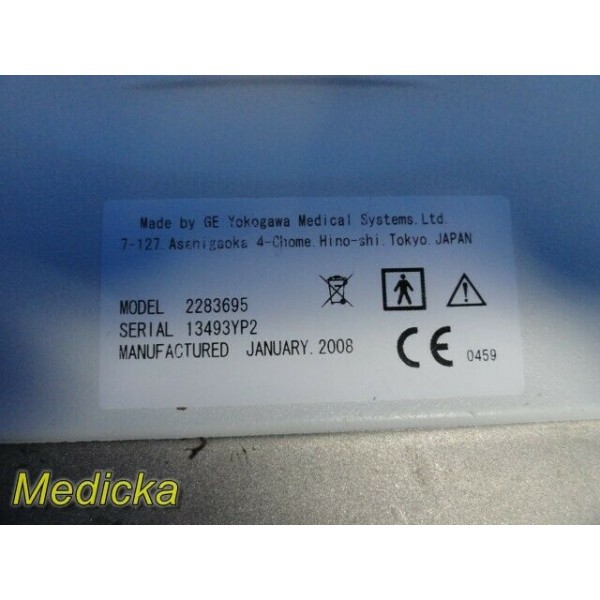 Made by GE Yokogawa Medical Systems. Ltd.
7-127. Asahigaoka 4-Chome. Hino-shi. Tokyo. JAPAN
MODEL 2283695
SERIAL 13493YP2
MANUFACTURED JANUARY. 2008
CE 0459
Medicka